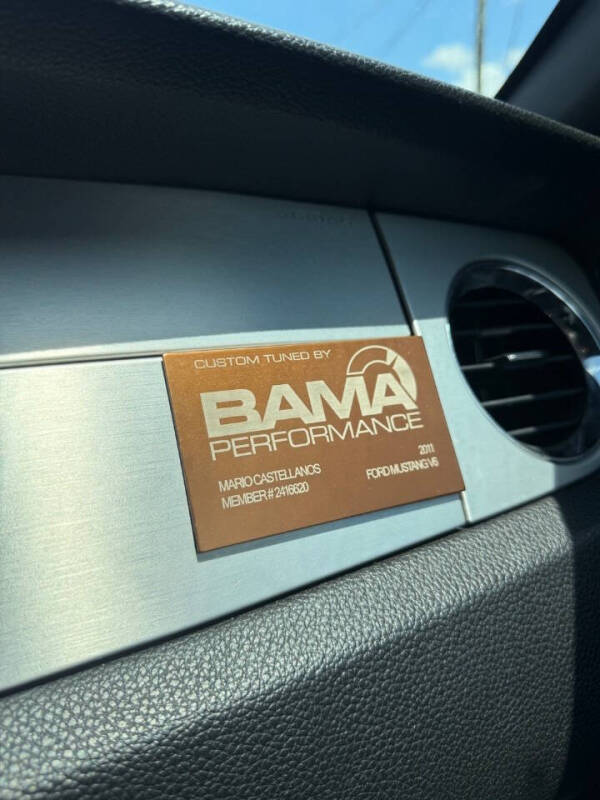 CUSTOM TUNED BY
BAMA
PERFORMANCE
MARIO CASTELLANOS
MEMBER # 2416620
2011
FORD MUSTANG V6